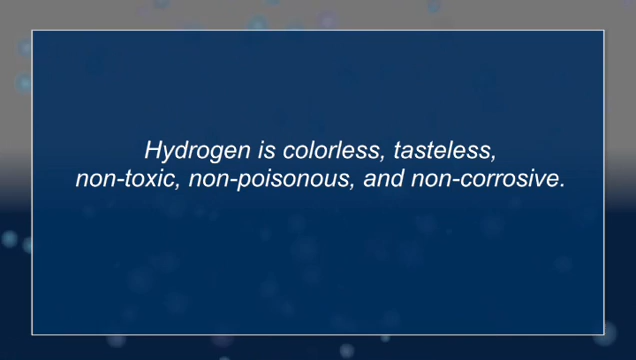 Hydrogen is colorless, tasteless,
non-toxic, non-poisonous, and non-corrosive.